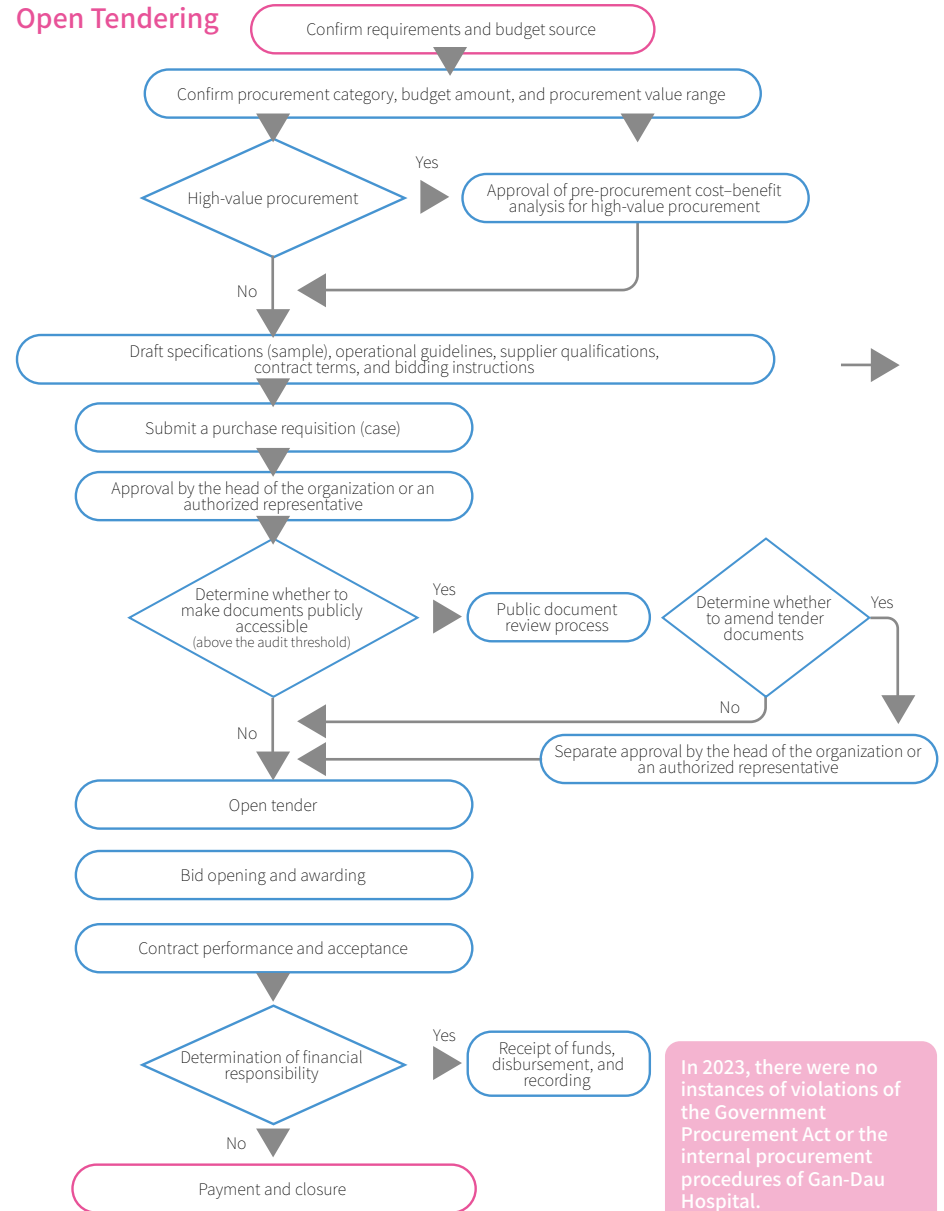 Open Tendering
Confirm requirements and budget source
Confirm procurement category, budget amount, and procurement value range
High-value procurement
Yes
Approval of pre-procurement cost–benefit
analysis for high-value procurement
No
Draft specifications (sample), operational guidelines, supplier qualifications,
contract terms, and bidding instructions
Submit a purchase requisition (case)
Approval by the head of the organization or an
authorized representative
Determine whether to
make documents publicly
accessible
(above the audit threshold)
Yes
Public document
review process
Determine whether
to amend tender
documents
Yes
No
No
Separate approval by the head of the organization or
an authorized representative
Open tender
Bid opening and awarding
Contract performance and acceptance
Determination of financial
responsibility
Yes
Receipt of funds,
disbursement, and
recording
No
Payment and closure
In 2023, there were no
instances of violations of
the Government
Procurement Act or the
internal procurement
procedures of Gan-Dau
Hospital.